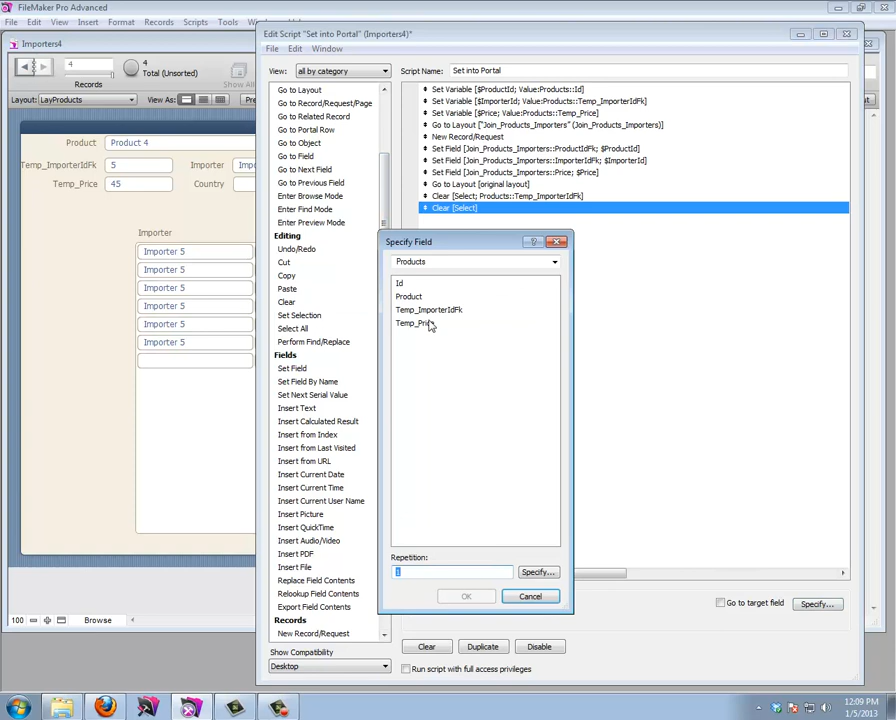 FileMaker Pro Advanced
File Edit View Insert Format Records Scripts Tools Window Help
Importers4
4
Records
4
Total (Unsorted)
Show All
Layout: LayProducts View As:
Product Product 4
Temp_ImporterIdFk 5 Importer
Temp_Price 45 Country
Importer
Importer 5
Importer 5
Importer 5
Importer 5
Importer 5
Importer 5
100 Browse
Edit Script "Set into Portal" (Importers4)*
File Edit Window
View: all by category Script Name: Set into Portal
Go to Layout
Go to Record/Request/Page
Go to Related Record
Go to Portal Row
Go to Object
Go to Field
Go to Next Field
Go to Previous Field
Enter Browse Mode
Enter Find Mode
Enter Preview Mode
Editing
Undo/Redo
Cut
Copy
Paste
Clear
Set Selection
Select All
Perform Find/Replace
Fields
Set Field
Set Field By Name
Set Next Serial Value
Insert Text
Insert Calculated Result
Insert from Index
Insert from Last Visited
Insert from URL
Insert Current Date
Insert Current Time
Insert Current User Name
Insert Picture
Insert QuickTime
Insert Audio/Video
Insert PDF
Insert File
Replace Field Contents
Relookup Field Contents
Export Field Contents
Records
New Record/Request
Show Compatibility
Desktop
Set Variable [$ProductId; Value:Products::Id]
Set Variable [$ImporterId; Value:Products::Temp_ImporterIdFk]
Set Variable [$Price; Value:Products::Temp_Price]
Go to Layout ["Join_Products_Importers" (Join_Products_Importers)]
New Record/Request
Set Field [Join_Products_Importers::ProductIdFk; $ProductId]
Set Field [Join_Products_Importers::ImporterIdFk; $ImporterId]
Set Field [Join_Products_Importers::Price; $Price]
Go to Layout [original layout]
Clear [Select; Products::Temp_ImporterIdFk]
Clear [Select]
Specify Field
Products
Id
Product
Temp_ImporterIdFk
Temp_Price
Repetition:
1 Specify...
OK Cancel
Go to target field Specify...
Clear Duplicate Disable
Run script with full access privileges
12:09 PM
1/5/2013